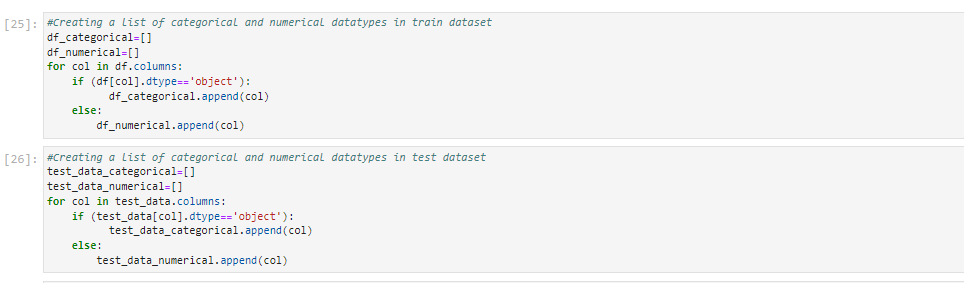 [25]: #Creating a list of categorical and numerical datatypes in train dataset
df_categorical=[]
df_numerical=[]
for col in df.columns:
    if (df[col].dtype=='object'):
          df_categorical.append(col)
    else:
        df_numerical.append(col)
[26]: #Creating a list of categorical and numerical datatypes in test dataset
test_data_categorical=[]
test_data_numerical=[]
for col in test_data.columns:
    if (test_data[col].dtype=='object'):
          test_data_categorical.append(col)
    else:
        test_data_numerical.append(col)